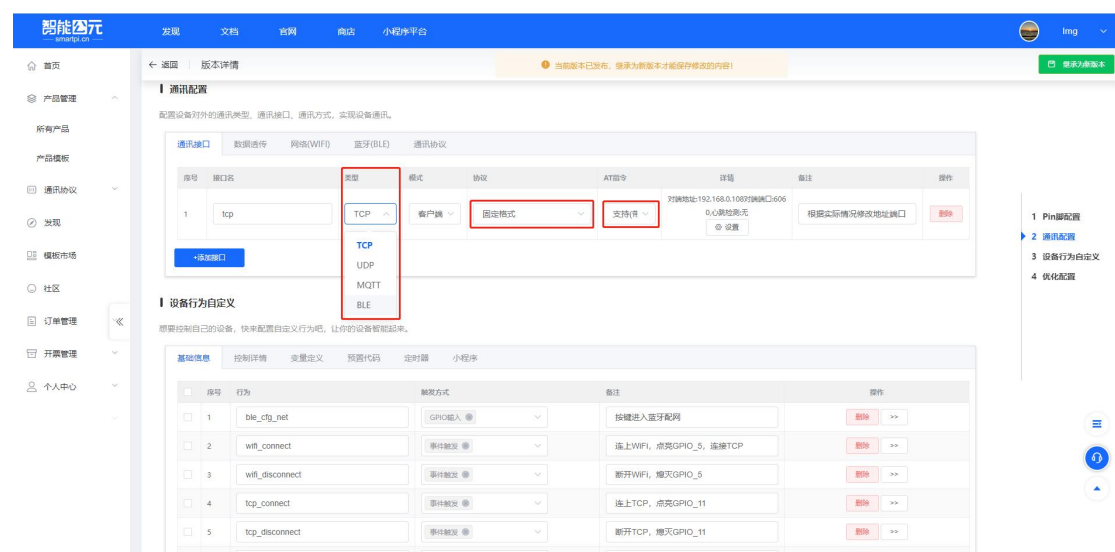 智能公元
smartpi.cn
发现 文档 官网 商店 小程序平台
lmg
首页
产品管理
所有产品
产品模板
通讯协议
发现
模板市场
社区
订单管理
开票管理
个人中心
← 返回 版本详情
当前版本已发布，继承为新版本才能保存修改的内容！
继承为新版本
通讯配置
配置设备对外的通讯类型，通讯接口，通讯方式，实现设备通讯。
通讯接口 数据透传 网络(WIFI) 蓝牙(BLE) 通讯协议
序号 接口名 类型 模式 协议 AT指令 详情 备注 操作
1 tcp TCP 客户端 固定格式 支持(有 对端地址:192.168.0.108对端端口:606
0,心跳检测:无
设置
根据实际情况修改地址端口 删除
TCP
UDP
MQTT
BLE
+添加接口
设备行为自定义
想要控制自己的设备，快来配置自定义行为吧，让你的设备智能起来。
基础信息 控制详情 变量定义 预置代码 定时器 小程序
序号 行为 触发方式 备注 操作
1 ble_cfg_net GPIO输入 按键进入蓝牙配网 删除 >>
2 wifi_connect 事件触发 连上WiFi，点亮GPIO_5，连接TCP 删除 >>
3 wifi_disconnect 事件触发 断开WiFi，熄灭GPIO_5 删除 >>
4 tcp_connect 事件触发 连上TCP，点亮GPIO_11 删除 >>
5 tcp_disconnect 事件触发 断开TCP，熄灭GPIO_11 删除 >>
1 Pin脚配置
2 通讯配置
3 设备行为自定义
4 优化配置